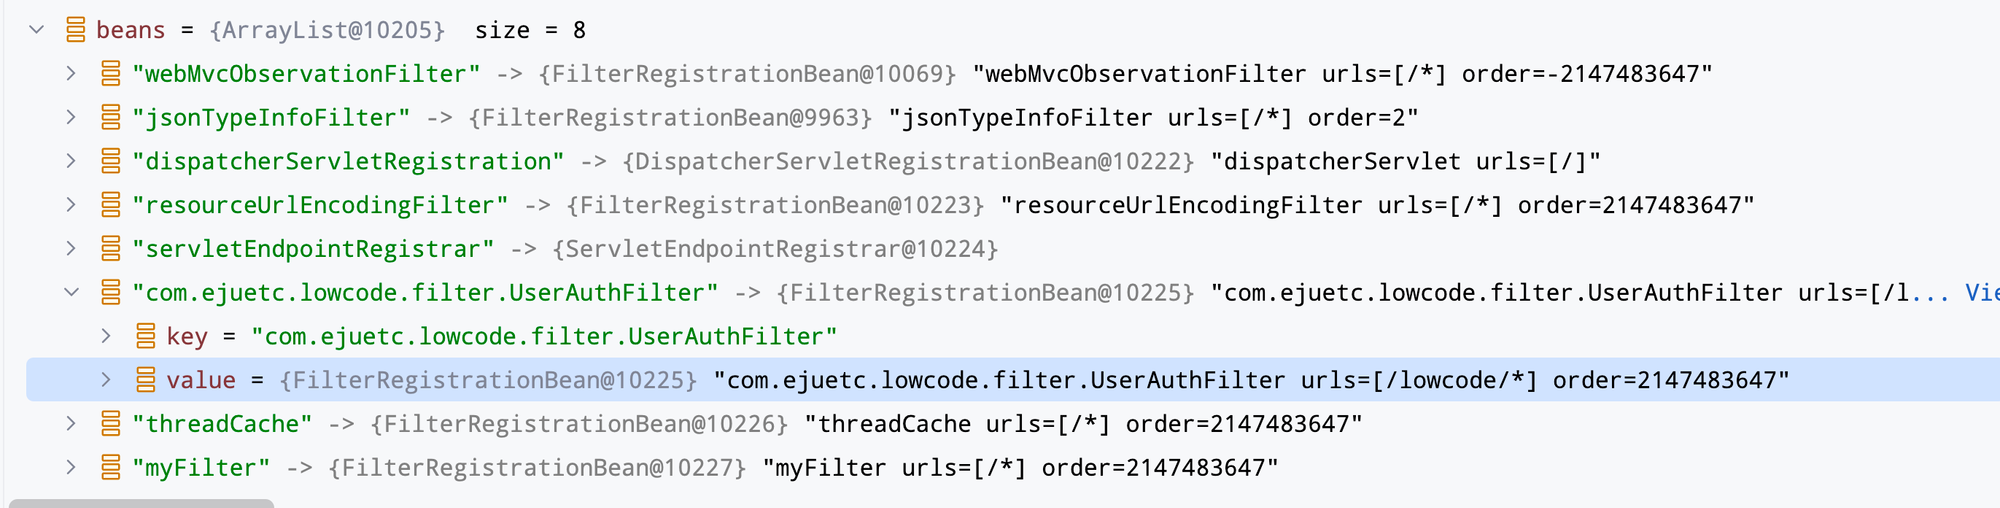 beans = {ArrayList@10205} size = 8
"webMvcObservationFilter" -> {FilterRegistrationBean@10069} "webMvcObservationFilter urls=[/*] order=-2147483647"
"jsonTypeInfoFilter" -> {FilterRegistrationBean@9963} "jsonTypeInfoFilter urls=[/*] order=2"
"dispatcherServletRegistration" -> {DispatcherServletRegistrationBean@10222} "dispatcherServlet urls=[/]"
"resourceUrlEncodingFilter" -> {FilterRegistrationBean@10223} "resourceUrlEncodingFilter urls=[/*] order=2147483647"
"servletEndpointRegistrar" -> {ServletEndpointRegistrar@10224}
"com.ejuetc.lowcode.filter.UserAuthFilter" -> {FilterRegistrationBean@10225} "com.ejuetc.lowcode.filter.UserAuthFilter urls=[/l... Vie
key = "com.ejuetc.lowcode.filter.UserAuthFilter"
value = {FilterRegistrationBean@10225} "com.ejuetc.lowcode.filter.UserAuthFilter urls=[/lowcode/*] order=2147483647"
"threadCache" -> {FilterRegistrationBean@10226} "threadCache urls=[/*] order=2147483647"
"myFilter" -> {FilterRegistrationBean@10227} "myFilter urls=[/*] order=2147483647"